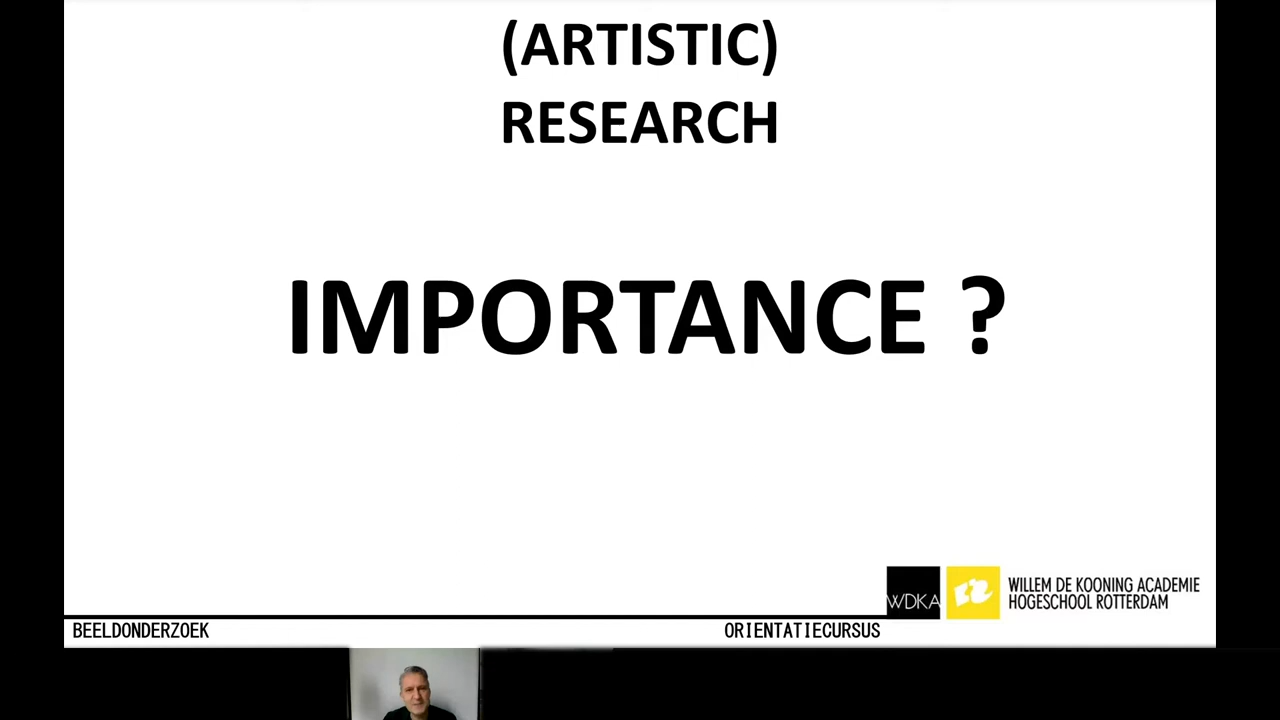 (ARTISTIC)
RESEARCH
IMPORTANCE ?
WDKA
WILLEM DE KOONING ACADEMIE
HOGESCHOOL ROTTERDAM
BEELDONDERZOEK
ORIENTATIECURSUS